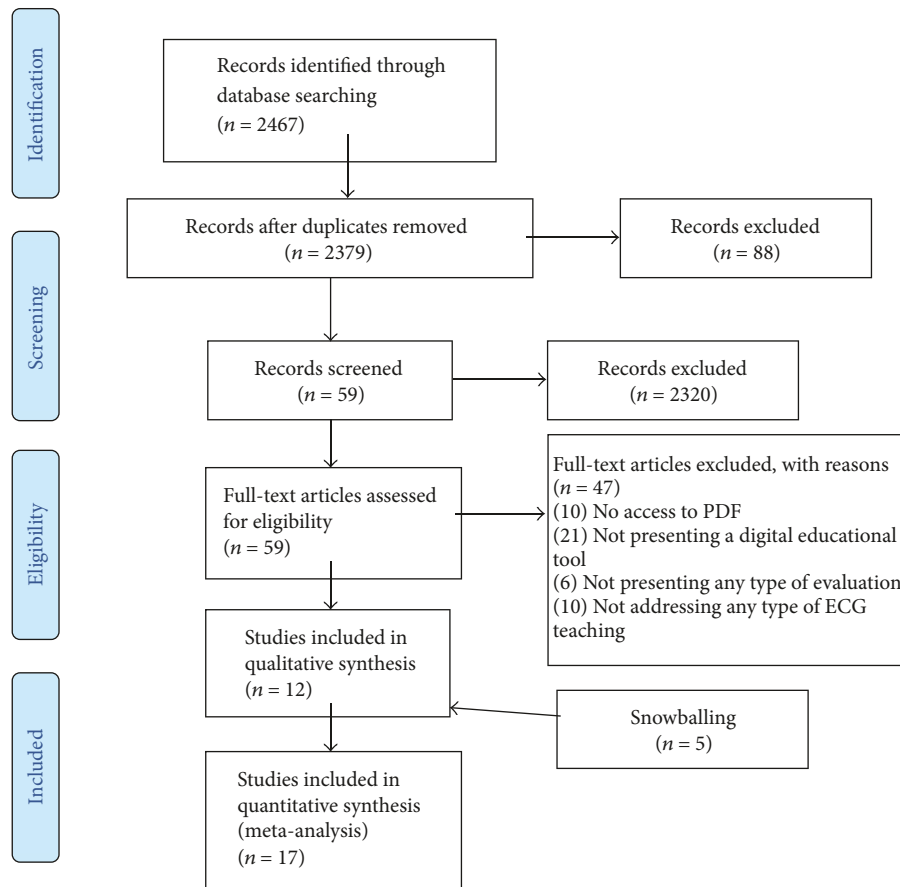 Identification
Records identified through
database searching
(n = 2467)
Records after duplicates removed
(n = 2379)
Records excluded
(n = 88)
Screening
Records screened
(n = 59)
Records excluded
(n = 2320)
Eligibility
Full-text articles assessed
for eligibility
(n = 59)
Full-text articles excluded, with reasons
(n = 47)
(10) No access to PDF
(21) Not presenting a digital educational
tool
(6) Not presenting any type of evaluation
(10) Not addressing any type of ECG
teaching
Studies included in
qualitative synthesis
(n = 12)
Included
Snowballing
(n = 5)
Studies included in
quantitative synthesis
(meta-analysis)
(n = 17)